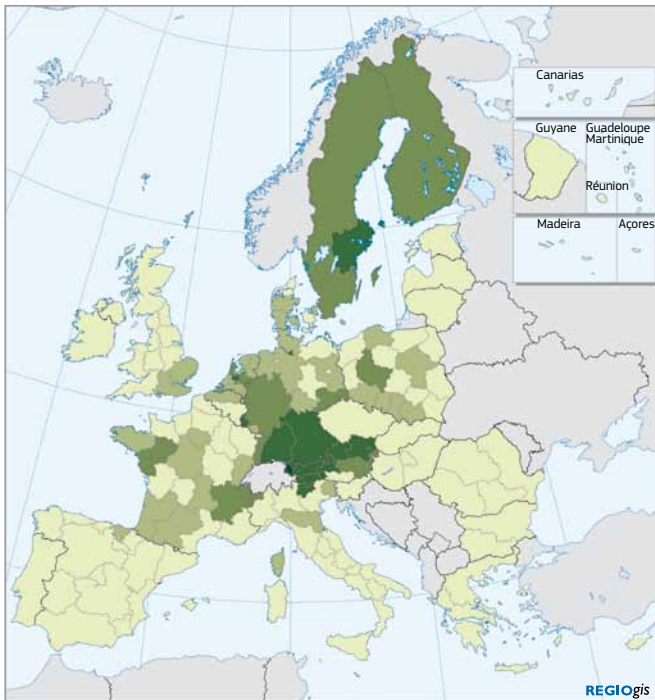 Canarias
Guyane
Guadeloupe
Martinique
Réunion
Madeira
Açores
REGIOgis